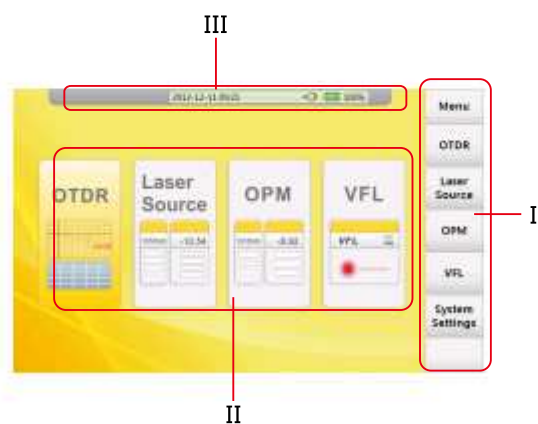 III
Menu
OTDR
Laser
Source
I
OPM
VFL
System
Settings
OTDR
Laser
Source
OPM
VFL
VFL
II